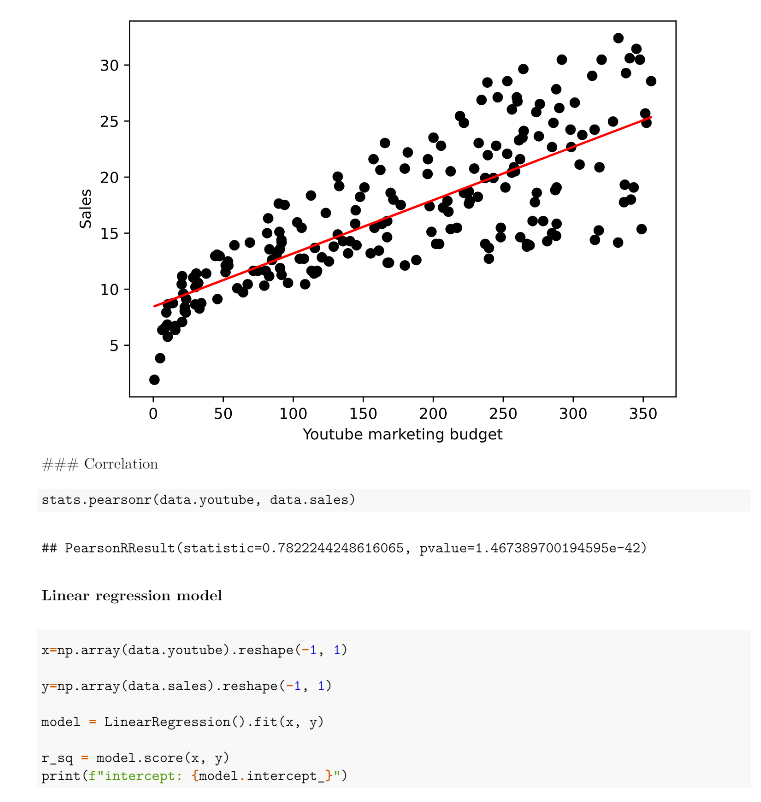 30
25
20
15
10
5
Sales
0 50 100 150 200 250 300 350
Youtube marketing budget
### Correlation
stats.pearsonr(data.youtube, data.sales)
## PearsonRResult(statistic=0.7822244248616065, pvalue=1.467389700194595e-42)
Linear regression model
x=np.array(data.youtube).reshape(-1, 1)
y=np.array(data.sales).reshape(-1, 1)
model = LinearRegression().fit(x, y)
r_sq = model.score(x, y)
print(f"intercept: {model.intercept_}")